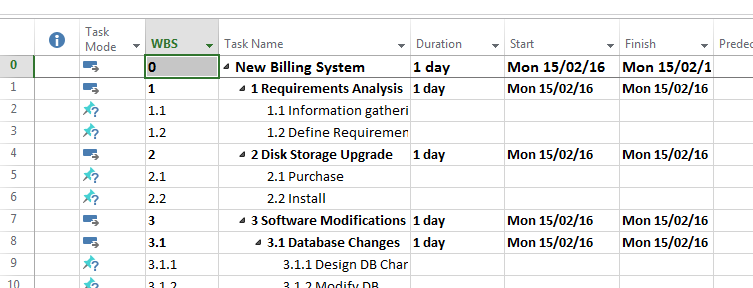 Task Mode WBS Task Name Duration Start Finish Predec
0 0 New Billing System 1 day Mon 15/02/16 Mon 15/02/1
1 1 1 Requirements Analysis 1 day Mon 15/02/16 Mon 15/02/16
2 1.1 1.1 Information gatheri
3 1.2 1.2 Define Requiremen
4 2 2 Disk Storage Upgrade 1 day Mon 15/02/16 Mon 15/02/16
5 2.1 2.1 Purchase
6 2.2 2.2 Install
7 3 3 Software Modifications 1 day Mon 15/02/16 Mon 15/02/16
8 3.1 3.1 Database Changes 1 day Mon 15/02/16 Mon 15/02/16
9 3.1.1 3.1.1 Design DB Char
10 3.1.2 3.1.2 Modify DB